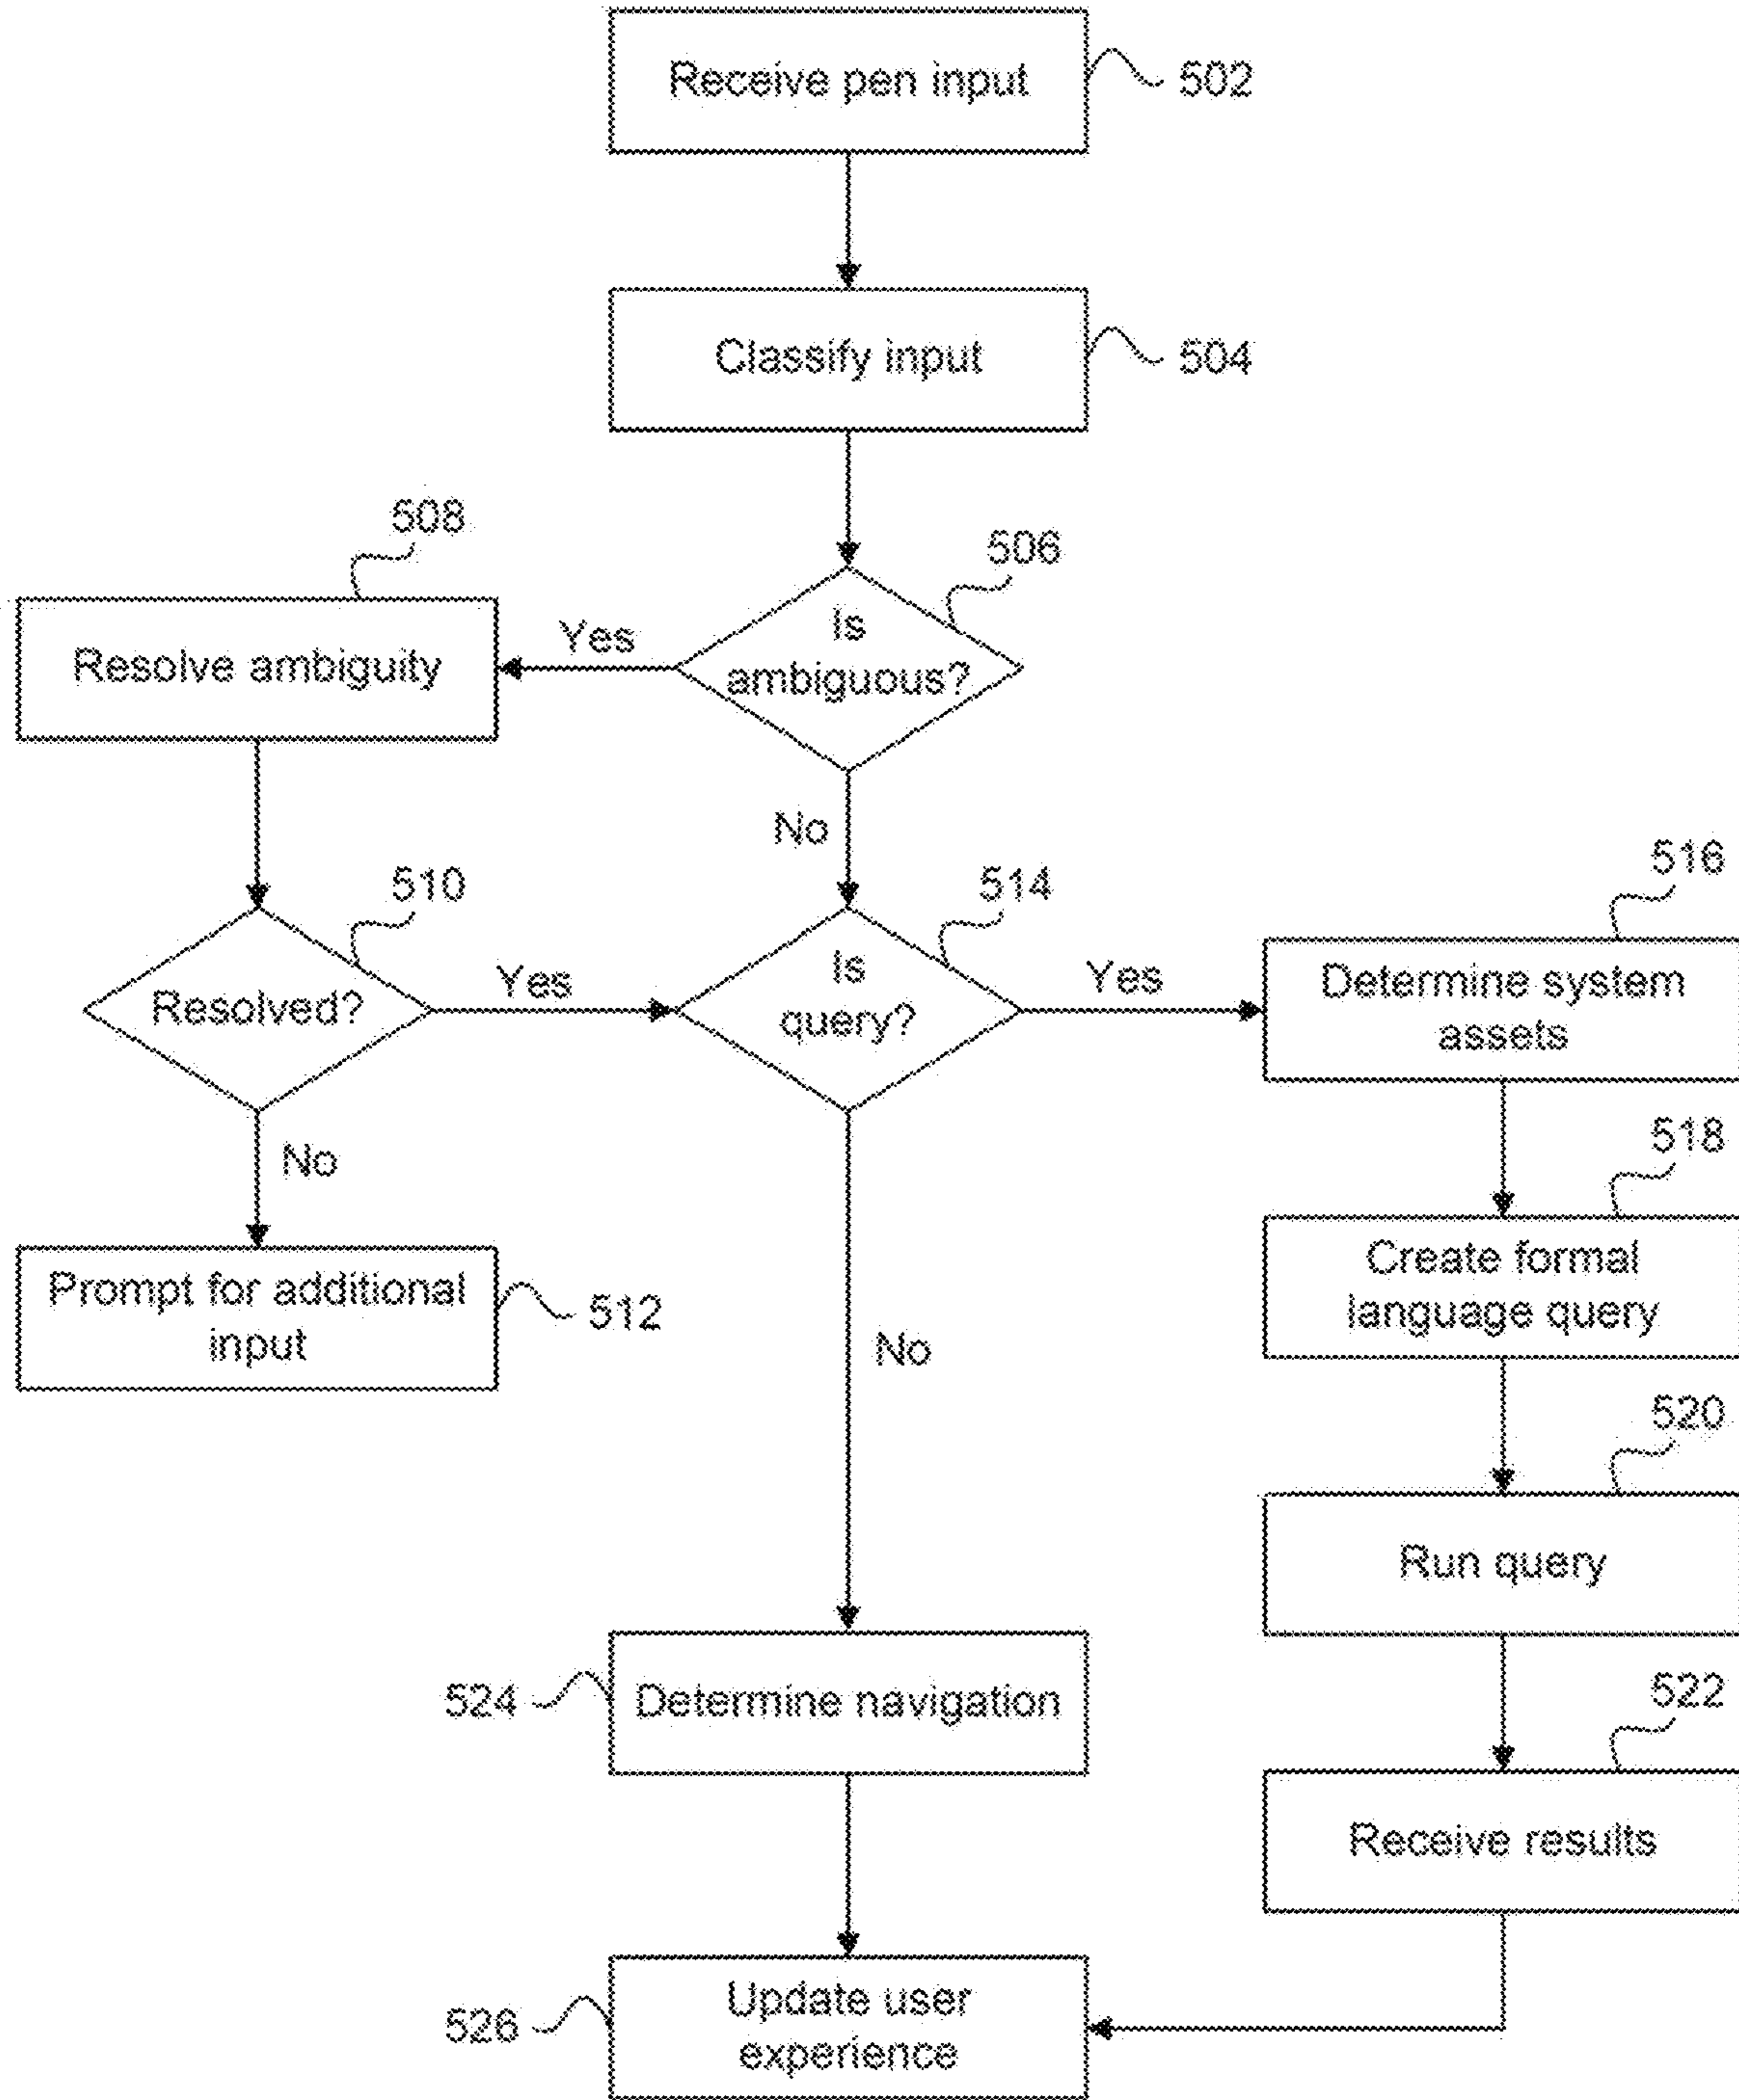 Receive pen input
502
Classify input
504
508
506
Resolve ambiguity
Yes
Is
ambiguous?
No
510
514
516
Resolved?
Yes
Is
query?
Yes
Determine system
assets
No
518
Prompt for additional
input
512
Create formal
language query
No
520
Run query
524
Determine navigation
522
Receive results
526
Update user
experience